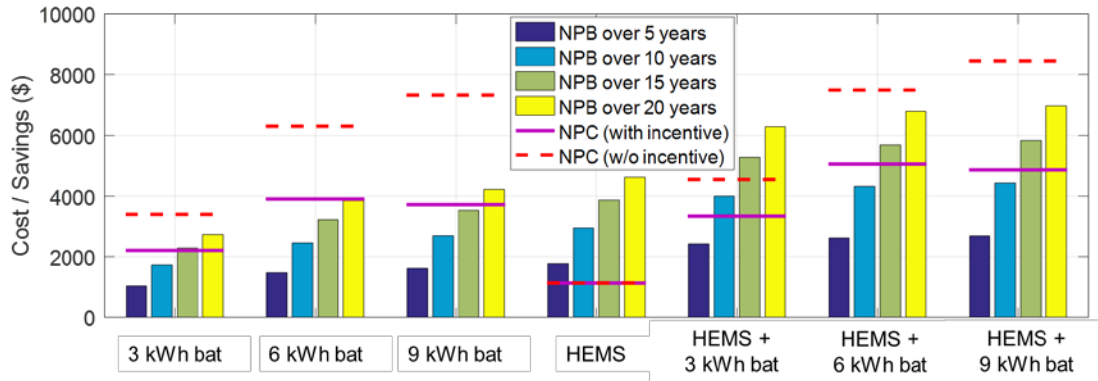 10000
8000
6000
4000
2000
0
Cost / Savings ($)
NPB over 5 years
NPB over 10 years
NPB over 15 years
NPB over 20 years
NPC (with incentive)
NPC (w/o incentive)
3 kWh bat
6 kWh bat
9 kWh bat
HEMS
HEMS +
3 kWh bat
HEMS +
6 kWh bat
HEMS +
9 kWh bat